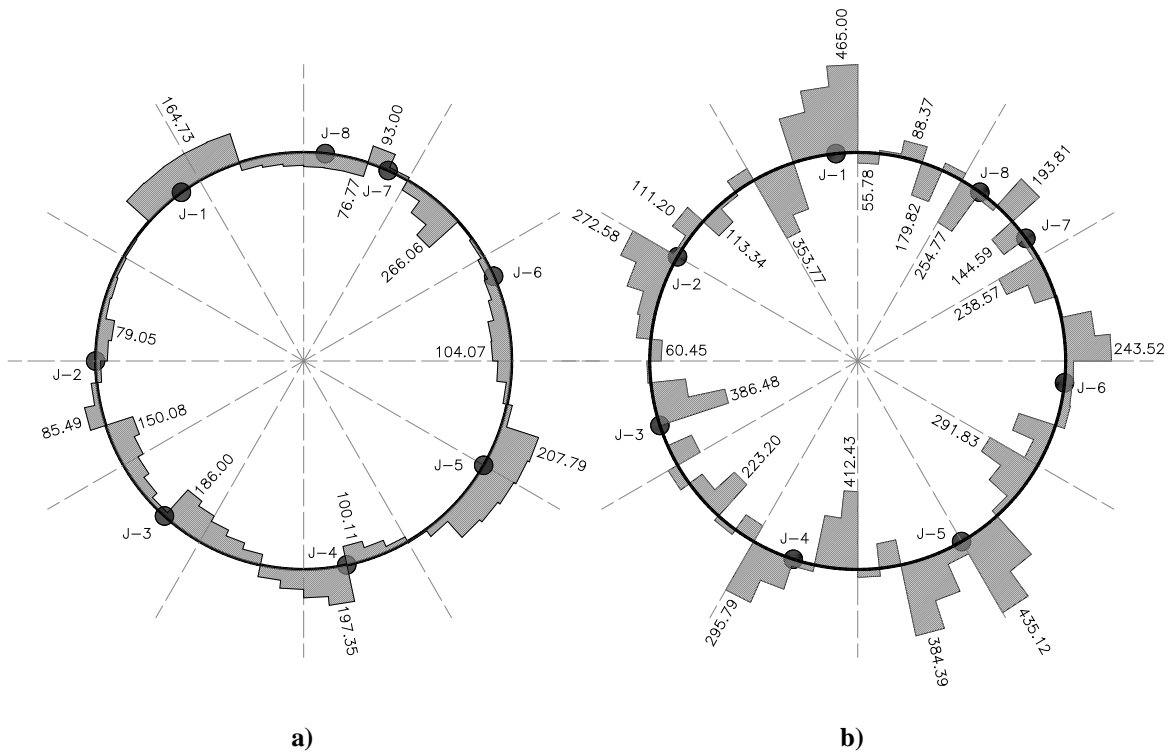 164.73
J-8
93.00
J-1
76.77
J-7
266.06
J-6
79.05
104.07
J-2
85.49
150.08
J-5
207.79
186.00
J-3
100.11
J-4
197.35
a)
465.00
88.37
J-1
55.78
J-8
193.81
111.20
179.82
J-7
272.58
113.34
353.77
254.77
144.59
J-2
238.57
60.45
243.52
J-6
386.48
J-3
291.83
223.20
412.43
J-4
J-5
295.79
435.12
384.39
b)